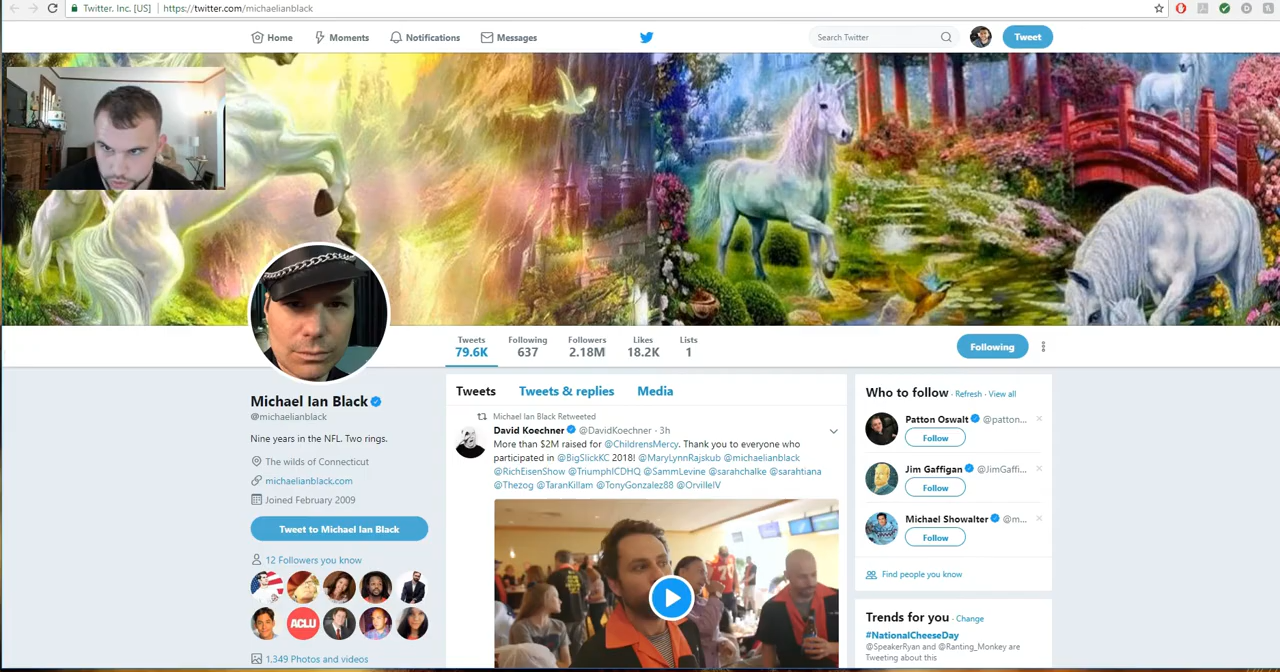 Twitter. Inc. [US] https://twitter.com/michaelianblack
Home Moments Notifications Messages Search Twitter Tweet
Tweets Following Followers Likes Lists
79.6K 637 2.18M 18.2K 1
Following
Michael Ian Black
@michaelianblack
Nine years in the NFL. Two rings.
The wilds of Connecticut
michaelianblack.com
Joined February 2009
Tweet to Michael Ian Black
12 Followers you know
ACLU
1,349 Photos and videos
Tweets Tweets & replies Media
Michael Ian Black Retweeted
David Koechner @DavidKoechner · 3h
More than $2M raised for @ChildrensMercy. Thank you to everyone who
participated in @BigSlickKC 2018! @MaryLynnRajskub @michaelianblack
@RichEisenShow @TriumphICDHQ @SammLevine @sarahchalke @sarahtiana
@Thezog @TaranKillam @TonyGonzalez88 @OrvilleIV
Who to follow · Refresh · View all
Patton Oswalt @patton...
Follow
Jim Gaffigan @JimGaffi...
Follow
Michael Showalter @m...
Follow
Find people you know
Trends for you · Change
#NationalCheeseDay
@SpeakerRyan and @Ranting_Monkey are
Tweeting about this